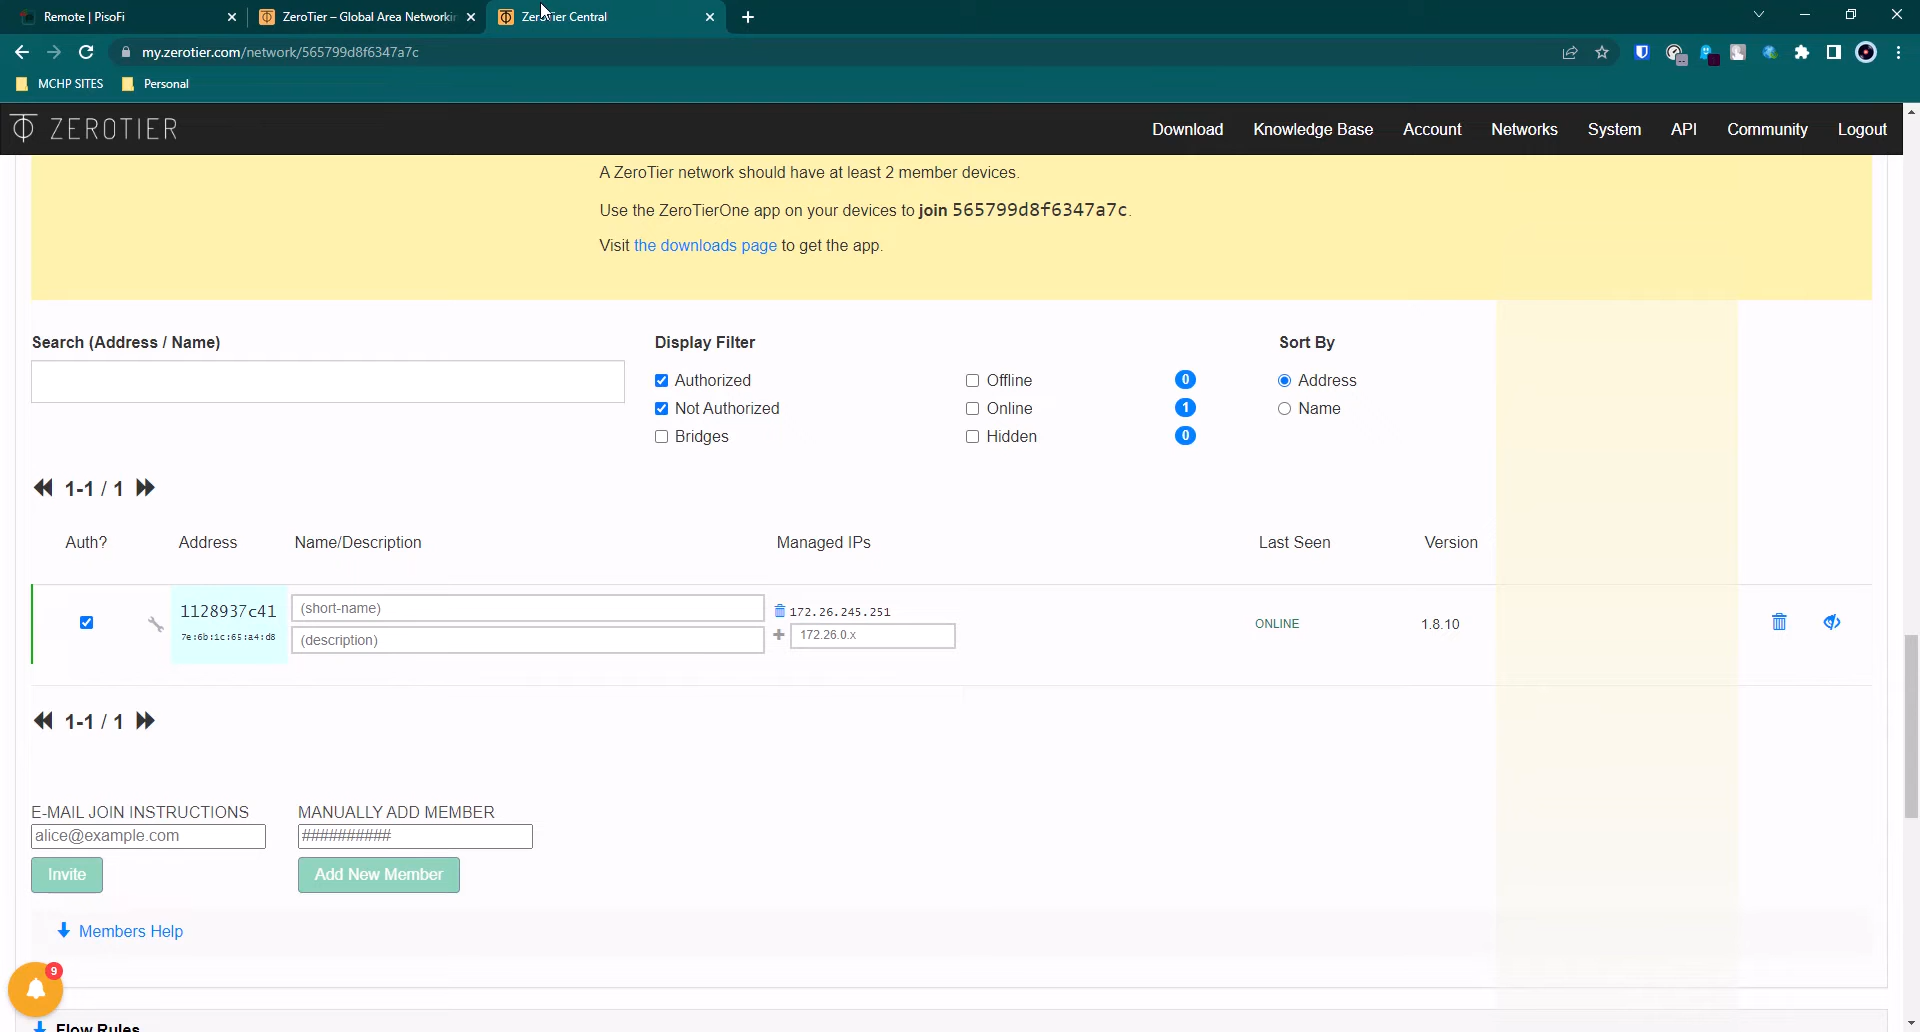 Remote | PisoFi
ZeroTier – Global Area Networkin
ZeroTier Central
my.zerotier.com/network/565799d8f6347a7c
MCHP SITES
Personal
ZEROTIER
Download
Knowledge Base
Account
Networks
System
API
Community
Logout
A ZeroTier network should have at least 2 member devices.
Use the ZeroTierOne app on your devices to join 565799d8f6347a7c.
Visit the downloads page to get the app.
Search (Address / Name)
Display Filter
Sort By
Authorized
Offline
0
Address
Not Authorized
Online
1
Name
Bridges
Hidden
0
1-1 / 1
Auth?
Address
Name/Description
Managed IPs
Last Seen
Version
1128937c41
7e:6b:1c:65:a4:d8
(short-name)
(description)
172.26.245.251
172.26.0.x
ONLINE
1.8.10
1-1 / 1
E-MAIL JOIN INSTRUCTIONS
MANUALLY ADD MEMBER
alice@example.com
##########
Invite
Add New Member
Members Help
9
Flow Rules